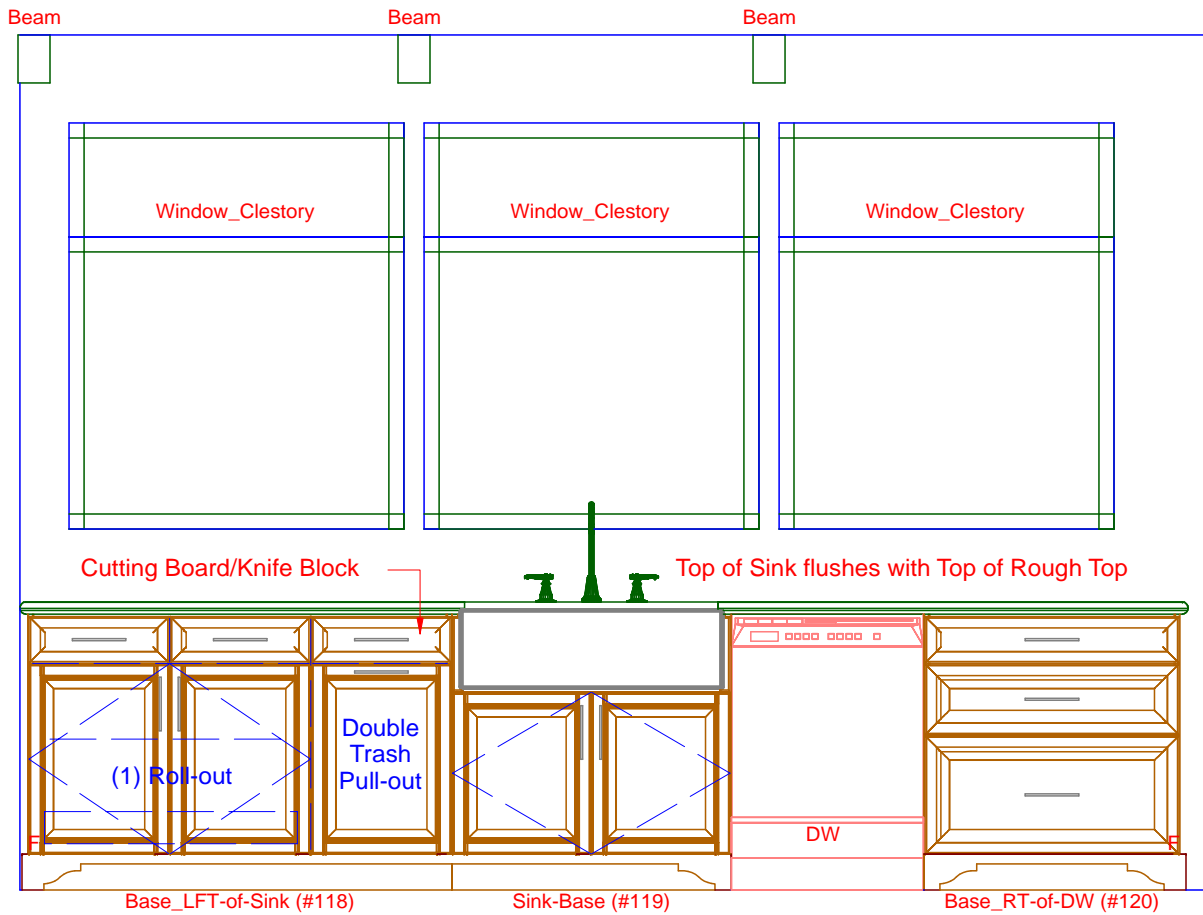 Beam
Beam
Beam
Window_Clestory
Window_Clestory
Window_Clestory
Cutting Board/Knife Block
Top of Sink flushes with Top of Rough Top
(1) Roll-out
Double
Trash
Pull-out
DW
F
F
Base_LFT-of-Sink (#118)
Sink-Base (#119)
Base_RT-of-DW (#120)